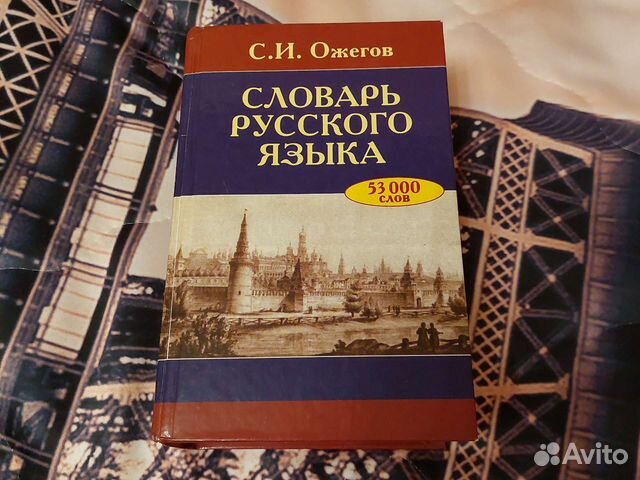 С.И. Ожегов
СЛОВАРЬ
РУССКОГО
ЯЗЫКА
53 000
СЛОВ
Avito